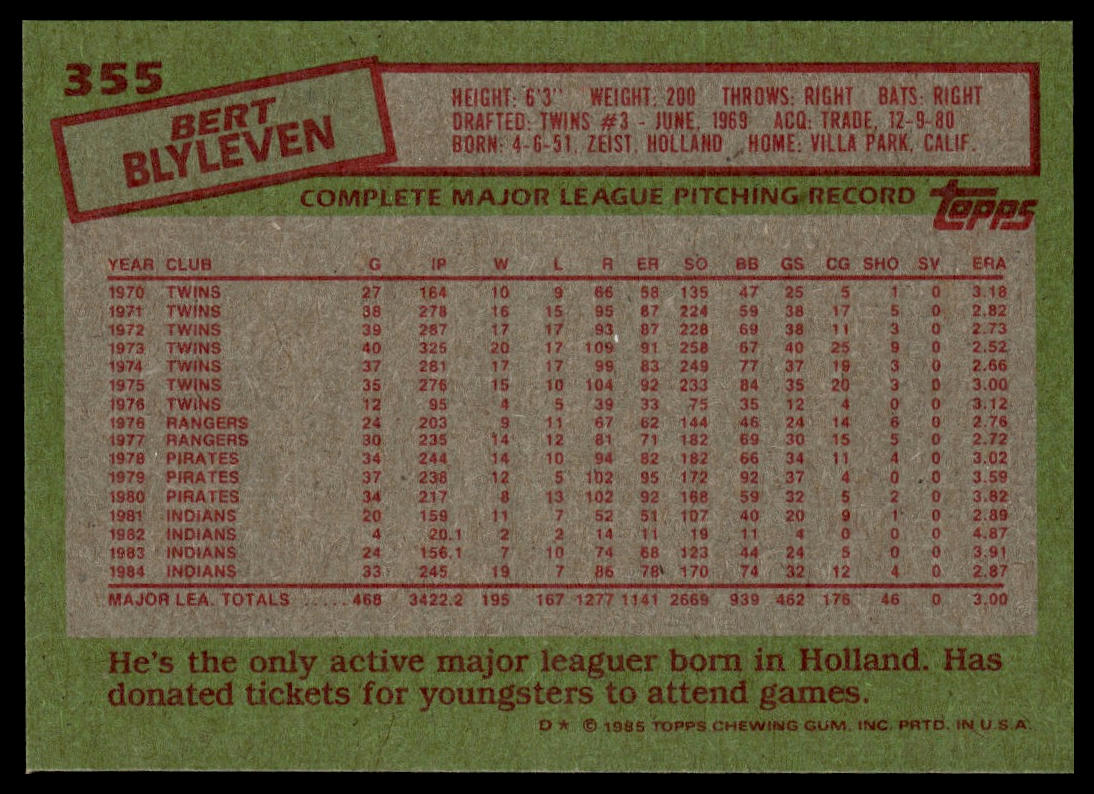 355
BERT
BLYLEVEN
HEIGHT: 6'3" WEIGHT: 200 THROWS: RIGHT BATS: RIGHT
DRAFTED: TWINS #3 - JUNE, 1969 ACQ: TRADE, 12-9-80
BORN: 4-6-51, ZEIST, HOLLAND HOME: VILLA PARK, CALIF.
COMPLETE MAJOR LEAGUE PITCHING RECORD topps
YEAR CLUB G IP W L R ER SO BB GS CG SHO SV ERA
1970 TWINS 27 164 10 9 66 58 135 47 25 5 1 0 3.18
1971 TWINS 38 278 16 15 95 87 224 59 38 17 5 0 2.82
1972 TWINS 39 287 17 17 93 87 228 69 38 11 3 0 2.73
1973 TWINS 40 325 20 17 109 91 258 67 40 25 9 0 2.52
1974 TWINS 37 281 17 17 99 83 249 77 37 19 3 0 2.66
1975 TWINS 35 276 15 10 104 92 233 84 35 20 3 0 3.00
1976 TWINS 12 95 4 5 39 33 75 35 12 4 0 0 3.12
1976 RANGERS 24 203 9 11 67 62 144 46 24 14 6 0 2.76
1977 RANGERS 30 235 14 12 81 71 182 69 30 15 5 0 2.72
1978 PIRATES 34 244 14 10 94 82 182 66 34 11 4 0 3.02
1979 PIRATES 37 238 12 5 102 95 172 92 37 4 0 0 3.59
1980 PIRATES 34 217 8 13 102 92 168 59 32 5 2 0 3.82
1981 INDIANS 20 159 11 7 52 51 107 40 20 9 1 0 2.89
1982 INDIANS 4 20.1 2 2 14 11 19 11 4 0 0 0 4.87
1983 INDIANS 24 156.1 7 10 74 68 123 44 24 5 0 0 3.91
1984 INDIANS 33 245 19 7 86 78 170 74 32 12 4 0 2.87
MAJOR LEA. TOTALS ..... 468 3422.2 195 167 1277 1141 2669 939 462 176 46 0 3.00
He's the only active major leaguer born in Holland. Has
donated tickets for youngsters to attend games.
D★ © 1985 TOPPS CHEWING GUM, INC. PRTD. IN U.S.A.